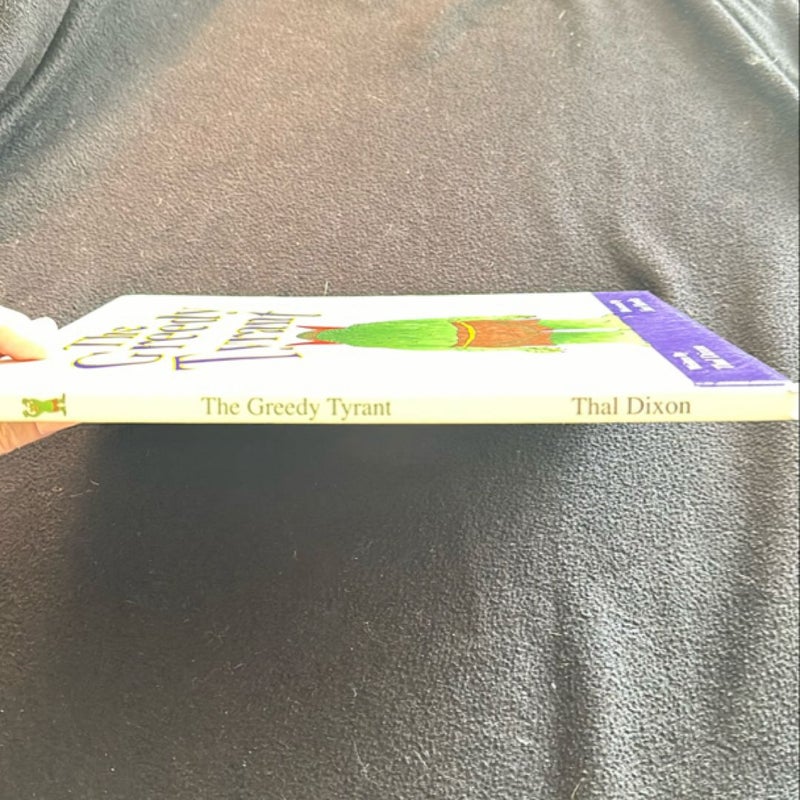 The
Greedy
Tyrant
The Greedy Tyrant
Thal Dixon